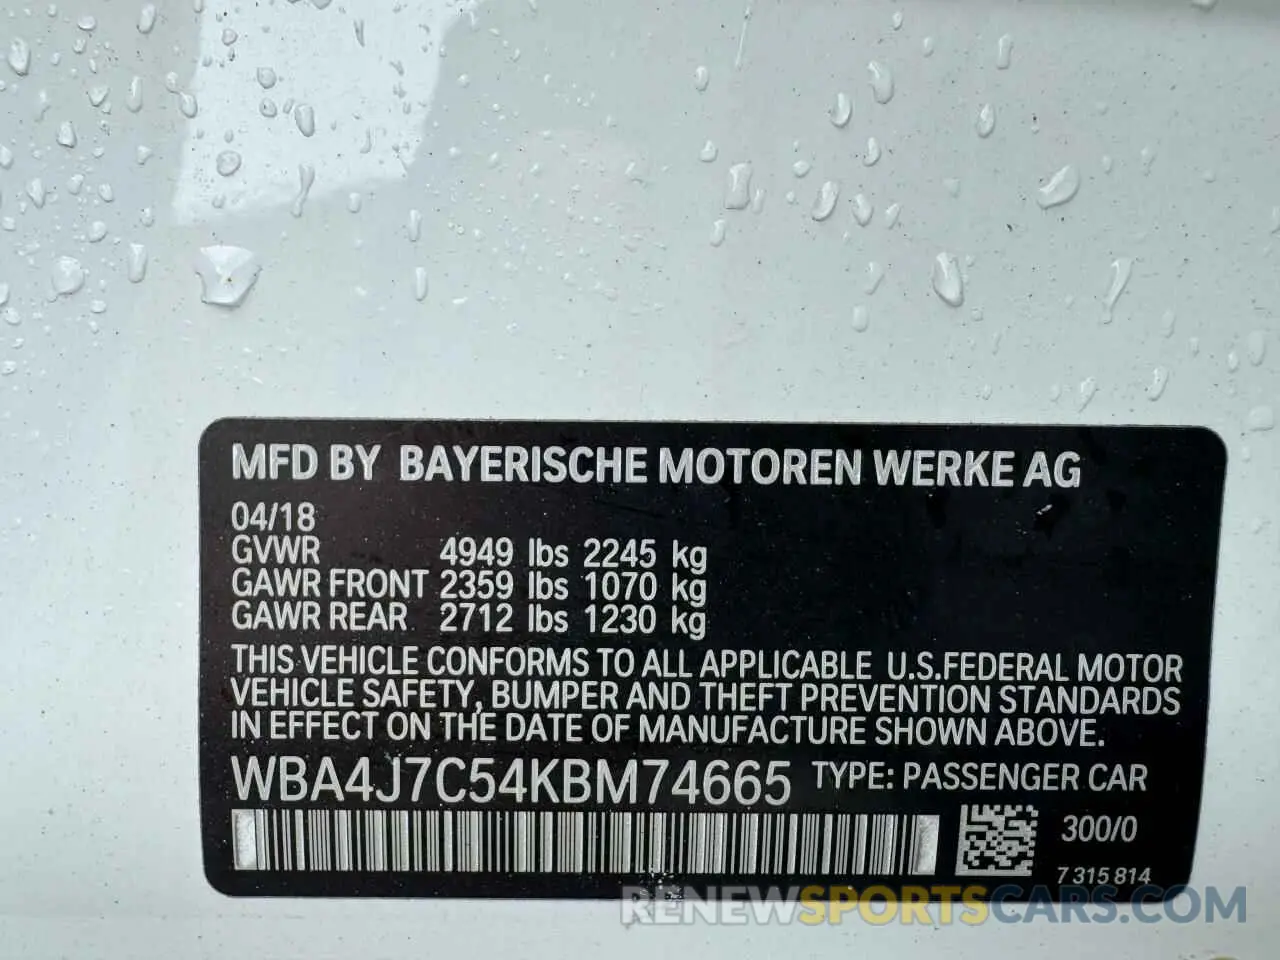 MFD BY BAYERISCHE MOTOREN WERKE AG
04/18
GVWR 4949 lbs 2245 kg
GAWR FRONT 2359 lbs 1070 kg
GAWR REAR 2712 lbs 1230 kg
THIS VEHICLE CONFORMS TO ALL APPLICABLE U.S.FEDERAL MOTOR
VEHICLE SAFETY, BUMPER AND THEFT PREVENTION STANDARDS
IN EFFECT ON THE DATE OF MANUFACTURE SHOWN ABOVE.
WBA4J7C54KBM74665 TYPE: PASSENGER CAR
300/0
7 315 814
RENEWSPORTSCARS.COM